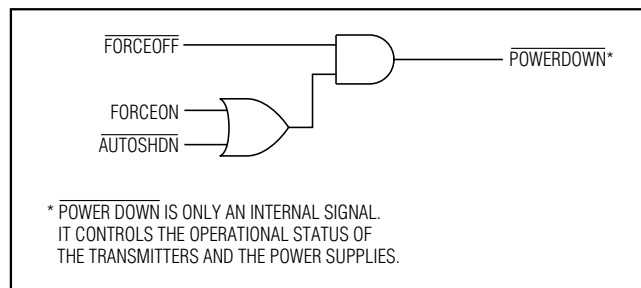 FORCEOFF
POWERDOWN*
FORCEON
AUTOSHDN
* POWER DOWN IS ONLY AN INTERNAL SIGNAL.
IT CONTROLS THE OPERATIONAL STATUS OF
THE TRANSMITTERS AND THE POWER SUPPLIES.